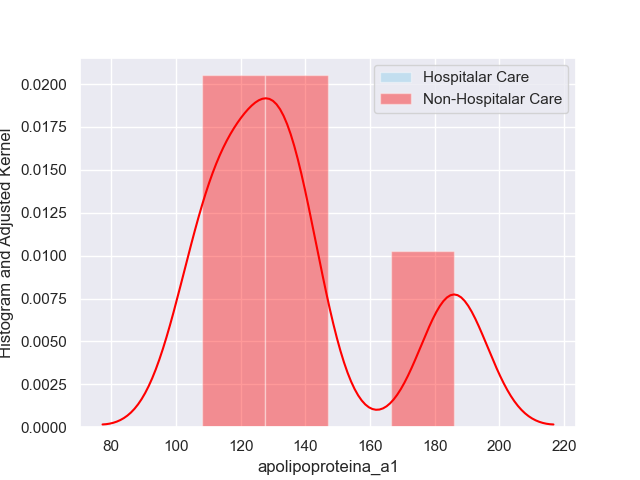 Hospitalar Care
Non-Hospitalar Care
Histogram and Adjusted Kernel
0.0200
0.0175
0.0150
0.0125
0.0100
0.0075
0.0050
0.0025
0.0000
80 100 120 140 160 180 200 220
apolipoproteina_a1